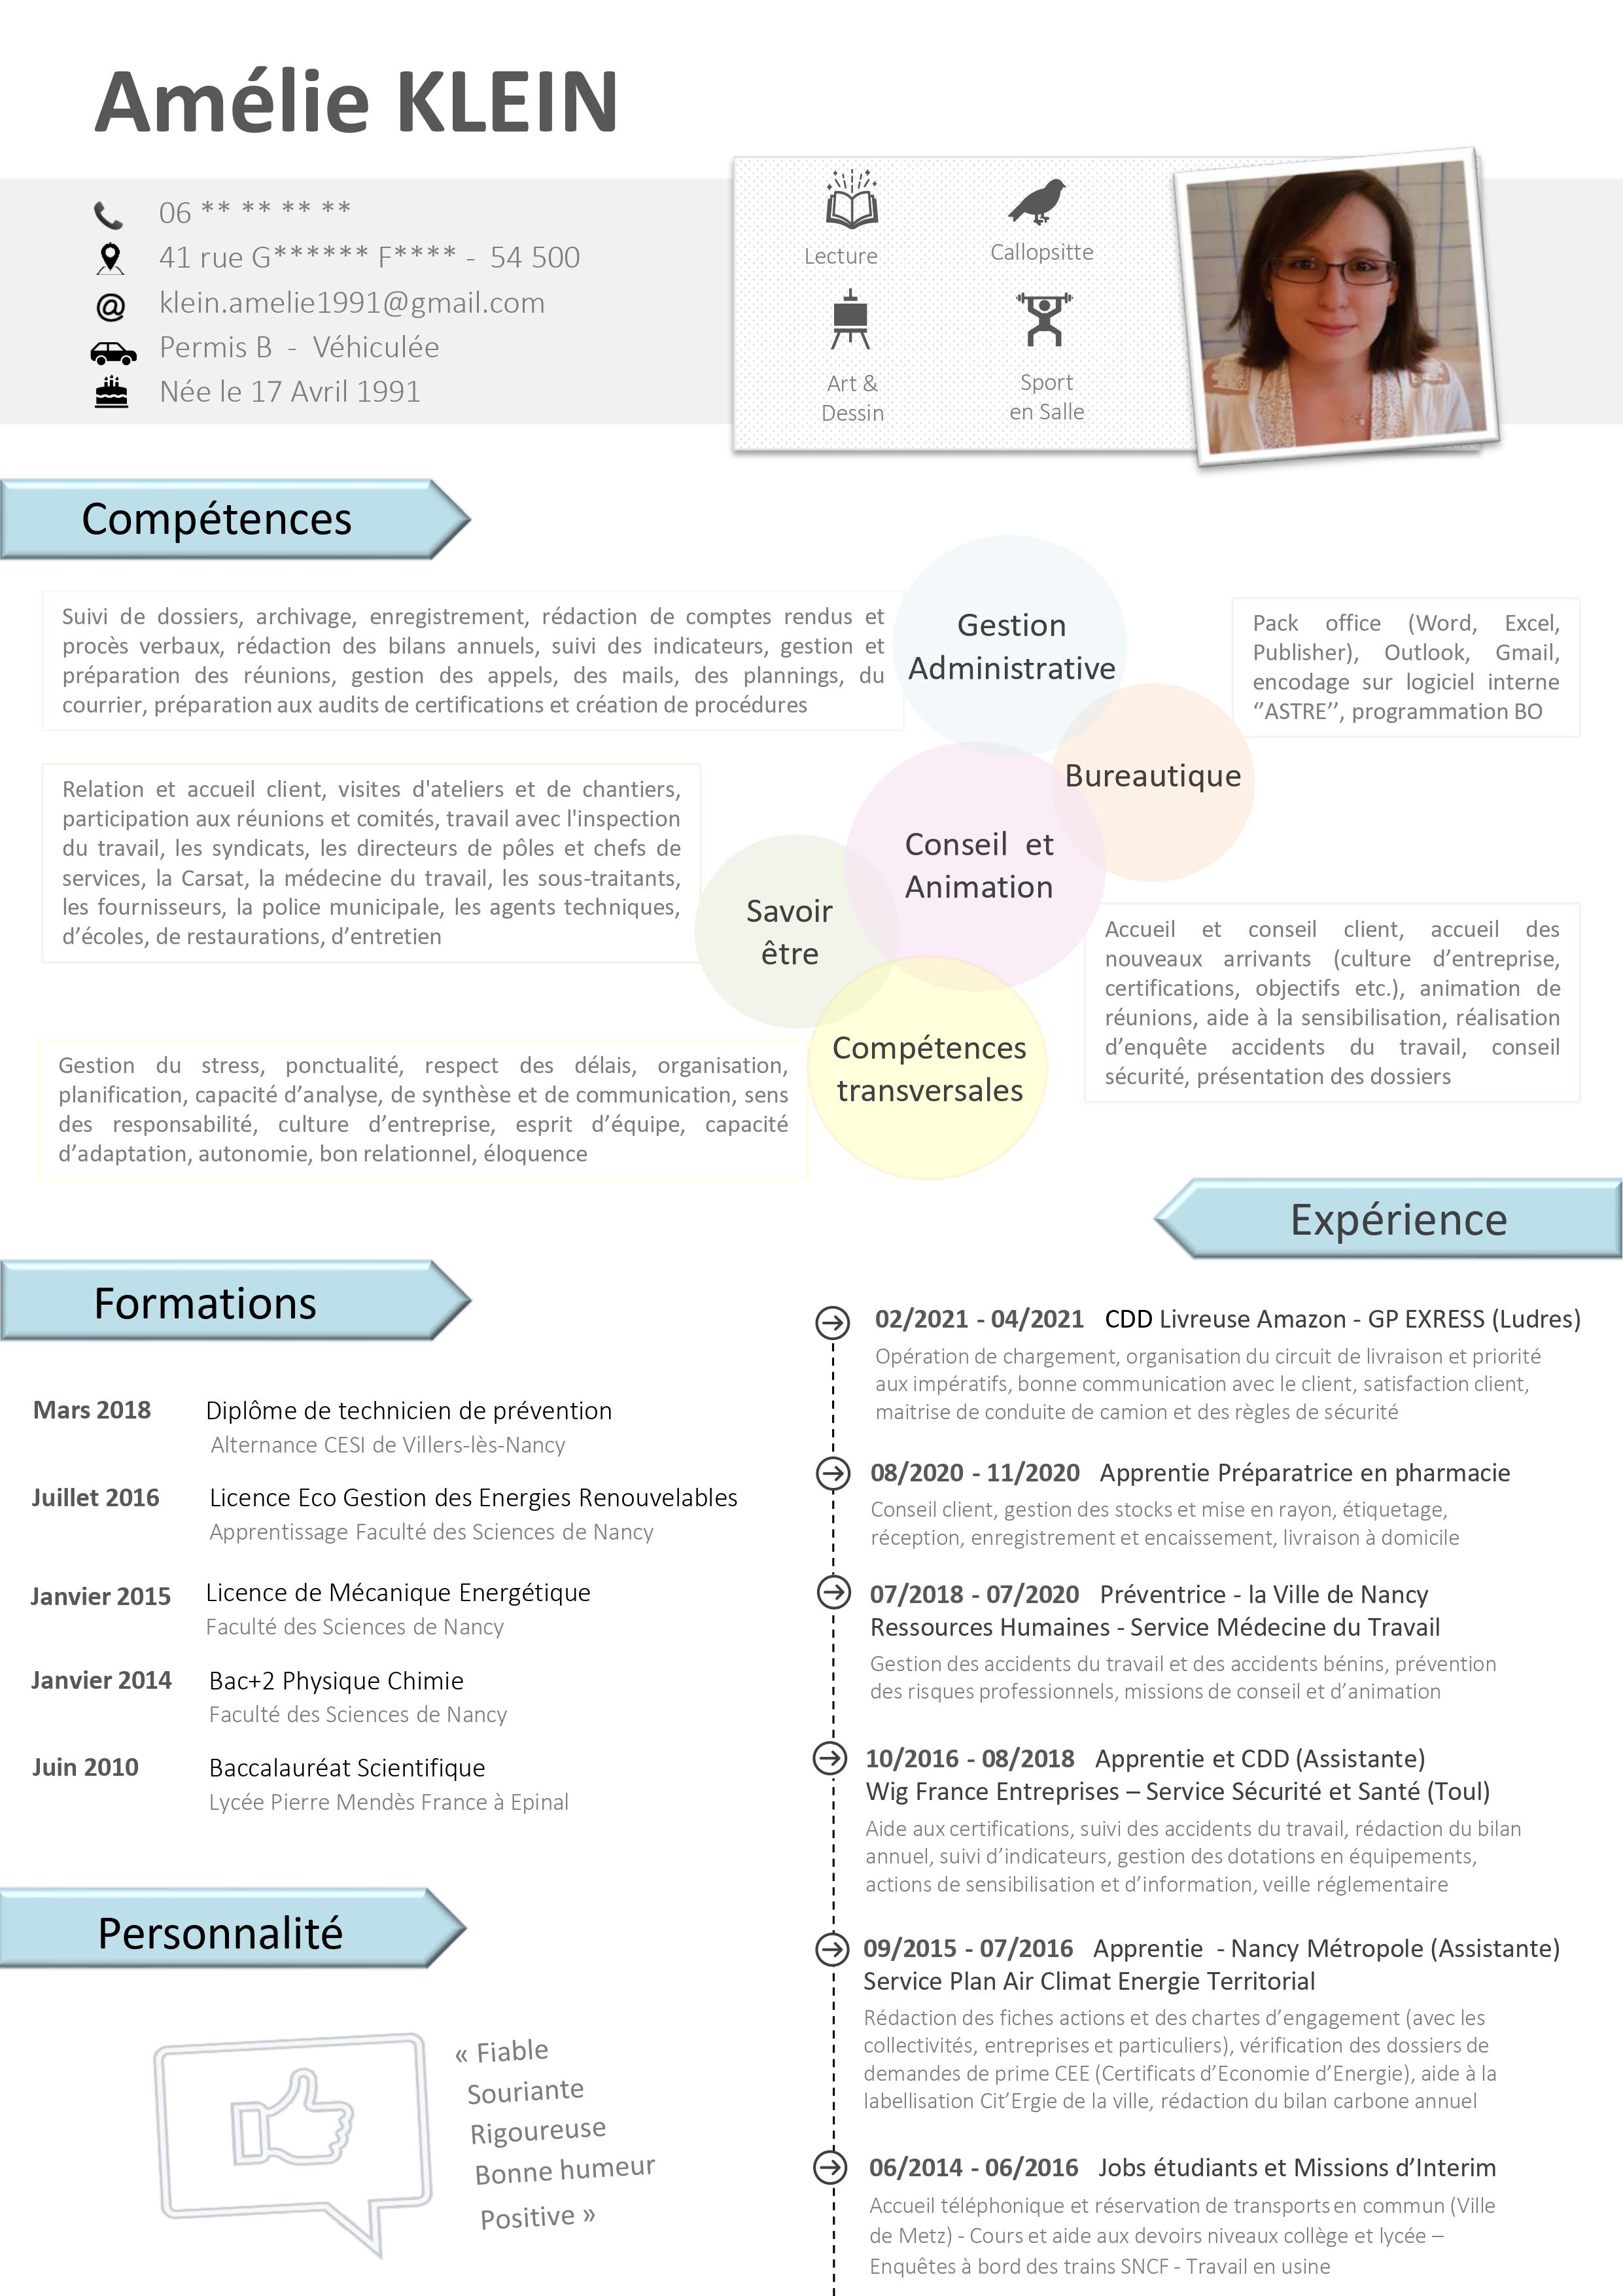 Amélie KLEIN
06 ** ** ** **
41 rue G****** F**** - 54 500
klein.amelie1991@gmail.com
Permis B - Véhiculée
Née le 17 Avril 1991
Lecture
Callopsitte
Art &
Dessin
Sport
en Salle
Compétences
Suivi de dossiers, archivage, enregistrement, rédaction de comptes rendus et
procès verbaux, rédaction des bilans annuels, suivi des indicateurs, gestion et
préparation des réunions, gestion des appels, des mails, des plannings, du
courrier, préparation aux audits de certifications et création de procédures
Gestion
Administrative
Pack office (Word, Excel,
Publisher), Outlook, Gmail,
encodage sur logiciel interne
‘’ASTRE’’, programmation BO
Bureautique
Relation et accueil client, visites d'ateliers et de chantiers,
participation aux réunions et comités, travail avec l'inspection
du travail, les syndicats, les directeurs de pôles et chefs de
services, la Carsat, la médecine du travail, les sous-traitants,
les fournisseurs, la police municipale, les agents techniques,
d’écoles, de restaurations, d’entretien
Conseil et
Animation
Savoir
être
Accueil et conseil client, accueil des
nouveaux arrivants (culture d’entreprise,
certifications, objectifs etc.), animation de
réunions, aide à la sensibilisation, réalisation
d’enquête accidents du travail, conseil
sécurité, présentation des dossiers
Gestion du stress, ponctualité, respect des délais, organisation,
planification, capacité d’analyse, de synthèse et de communication, sens
des responsabilité, culture d’entreprise, esprit d’équipe, capacité
d’adaptation, autonomie, bon relationnel, éloquence
Compétences
transversales
Formations
Mars 2018 Diplôme de technicien de prévention
Alternance CESI de Villers-lès-Nancy
Juillet 2016 Licence Eco Gestion des Energies Renouvelables
Apprentissage Faculté des Sciences de Nancy
Janvier 2015 Licence de Mécanique Energétique
Faculté des Sciences de Nancy
Janvier 2014 Bac+2 Physique Chimie
Faculté des Sciences de Nancy
Juin 2010 Baccalauréat Scientifique
Lycée Pierre Mendès France à Epinal
Personnalité
« Fiable
Souriante
Rigoureuse
Bonne humeur
Positive »
Expérience
02/2021 - 04/2021 CDD Livreuse Amazon - GP EXRESS (Ludres)
Opération de chargement, organisation du circuit de livraison et priorité
aux impératifs, bonne communication avec le client, satisfaction client,
maitrise de conduite de camion et des règles de sécurité
08/2020 - 11/2020 Apprentie Préparatrice en pharmacie
Conseil client, gestion des stocks et mise en rayon, étiquetage,
réception, enregistrement et encaissement, livraison à domicile
07/2018 - 07/2020 Préventrice - la Ville de Nancy
Ressources Humaines - Service Médecine du Travail
Gestion des accidents du travail et des accidents bénins, prévention
des risques professionnels, missions de conseil et d’animation
10/2016 - 08/2018 Apprentie et CDD (Assistante)
Wig France Entreprises – Service Sécurité et Santé (Toul)
Aide aux certifications, suivi des accidents du travail, rédaction du bilan
annuel, suivi d’indicateurs, gestion des dotations en équipements,
actions de sensibilisation et d’information, veille réglementaire
09/2015 - 07/2016 Apprentie - Nancy Métropole (Assistante)
Service Plan Air Climat Energie Territorial
Rédaction des fiches actions et des chartes d’engagement (avec les
collectivités, entreprises et particuliers), vérification des dossiers de
demandes de prime CEE (Certificats d’Economie d’Energie), aide à la
labellisation Cit’Ergie de la ville, rédaction du bilan carbone annuel
06/2014 - 06/2016 Jobs étudiants et Missions d’Interim
Accueil téléphonique et réservation de transports en commun (Ville
de Metz) - Cours et aide aux devoirs niveaux collège et lycée –
Enquêtes à bord des trains SNCF - Travail en usine